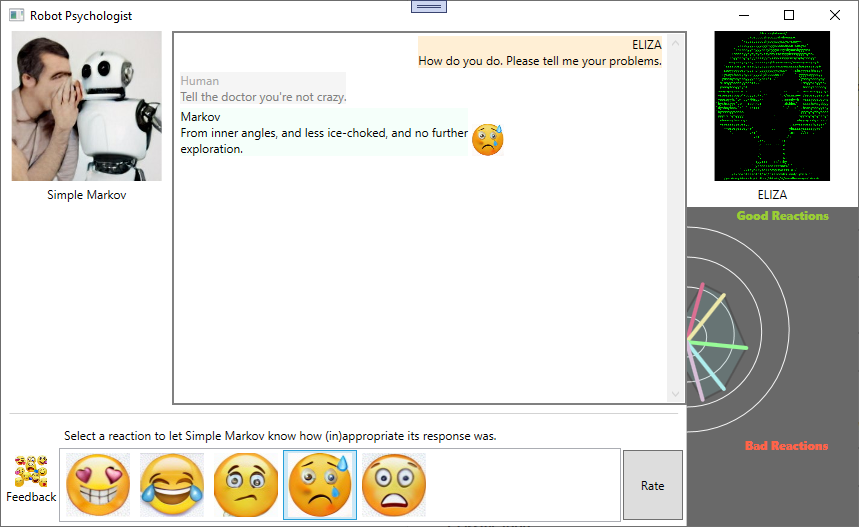 Robot Psychologist
ELIZA
How do you do. Please tell me your problems.
Human
Tell the doctor you're not crazy.
Markov
From inner angles, and less ice-choked, and no further
exploration.
Simple Markov
ELIZA
Good Reactions
Bad Reactions
Select a reaction to let Simple Markov know how (in)appropriate its response was.
Feedback
Rate